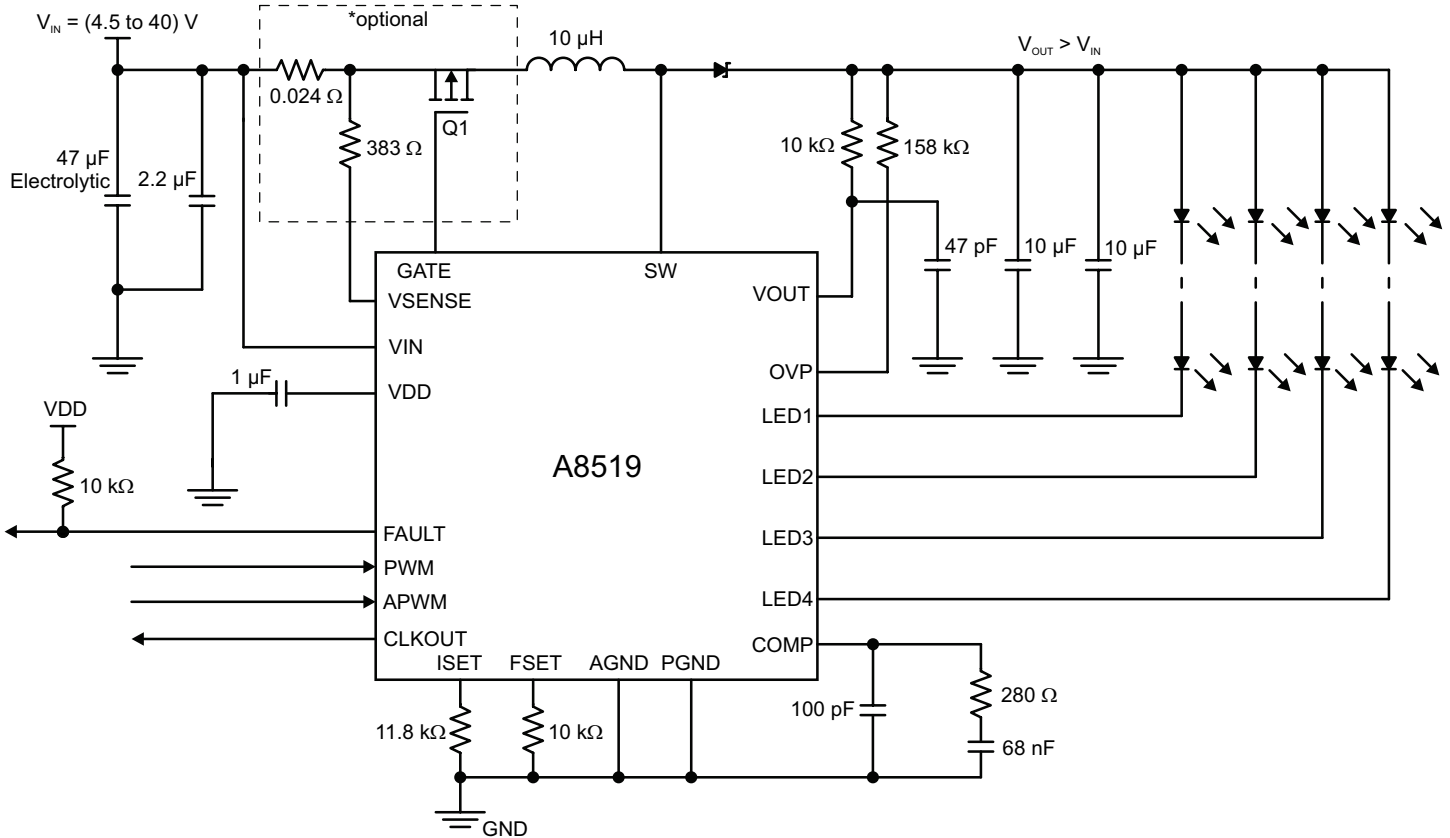 V_IN = (4.5 to 40) V
*optional
10 µH
V_OUT > V_IN
0.024 Ω
Q1
383 Ω
10 kΩ
158 kΩ
47 µF
Electrolytic
2.2 µF
47 pF
10 µF
10 µF
GATE
SW
VSENSE
VOUT
VIN
OVP
1 µF
VDD
VDD
LED1
A8519
10 kΩ
LED2
FAULT
LED3
PWM
APWM
LED4
CLKOUT
COMP
ISET
FSET
AGND
PGND
280 Ω
100 pF
11.8 kΩ
10 kΩ
68 nF
GND